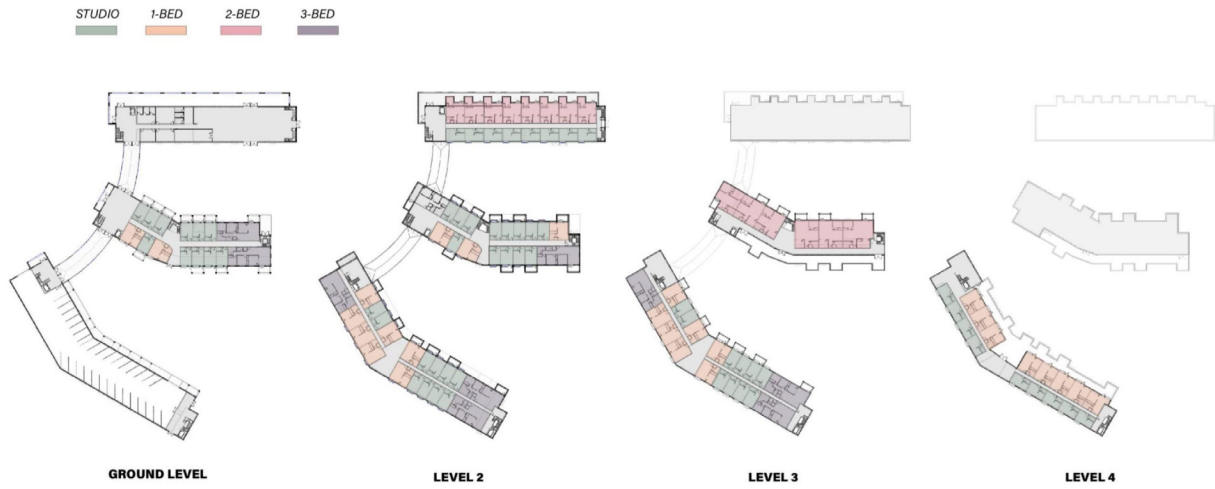 STUDIO 1-BED 2-BED 3-BED
GROUND LEVEL LEVEL 2 LEVEL 3 LEVEL 4